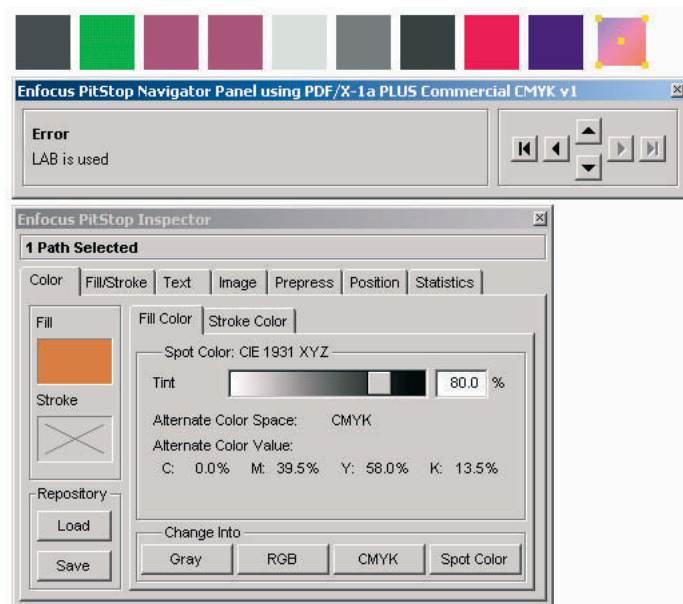 Enfocus PitStop Navigator Panel using PDF/X-1a PLUS Commercial CMYK v1
Error
LAB is used
Enfocus PitStop Inspector
1 Path Selected
Color Fill/Stroke Text Image Prepress Position Statistics
Fill
Fill Color Stroke Color
Spot Color: CIE 1931 XYZ
Tint 80.0 %
Stroke
Alternate Color Space: CMYK
Alternate Color Value:
C: 0.0% M: 39.5% Y: 58.0% K: 13.5%
Repository
Load
Save
Change Into
Gray RGB CMYK Spot Color